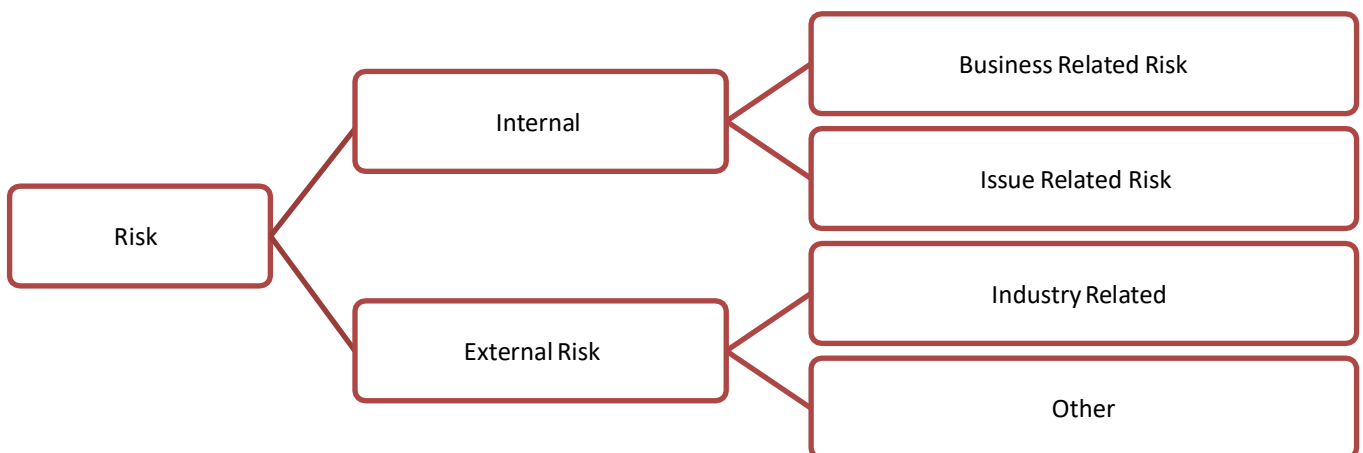 Risk
Internal
Business Related Risk
Issue Related Risk
External Risk
Industry Related
Other